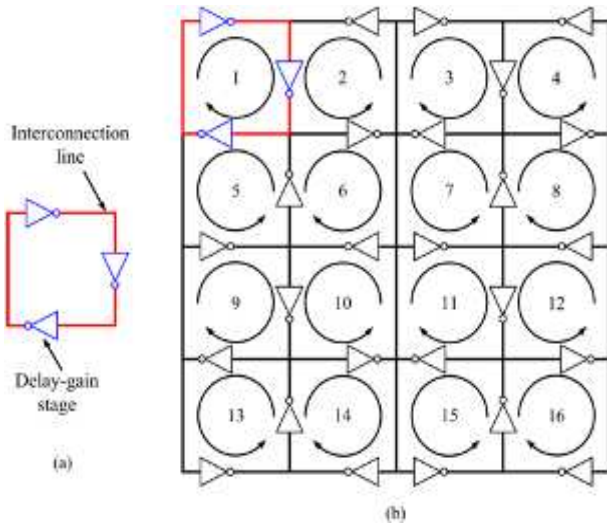 Interconnection
line
Delay-gain
stage
(a)
1 2 3 4
5 6 7 8
9 10 11 12
13 14 15 16
(b)